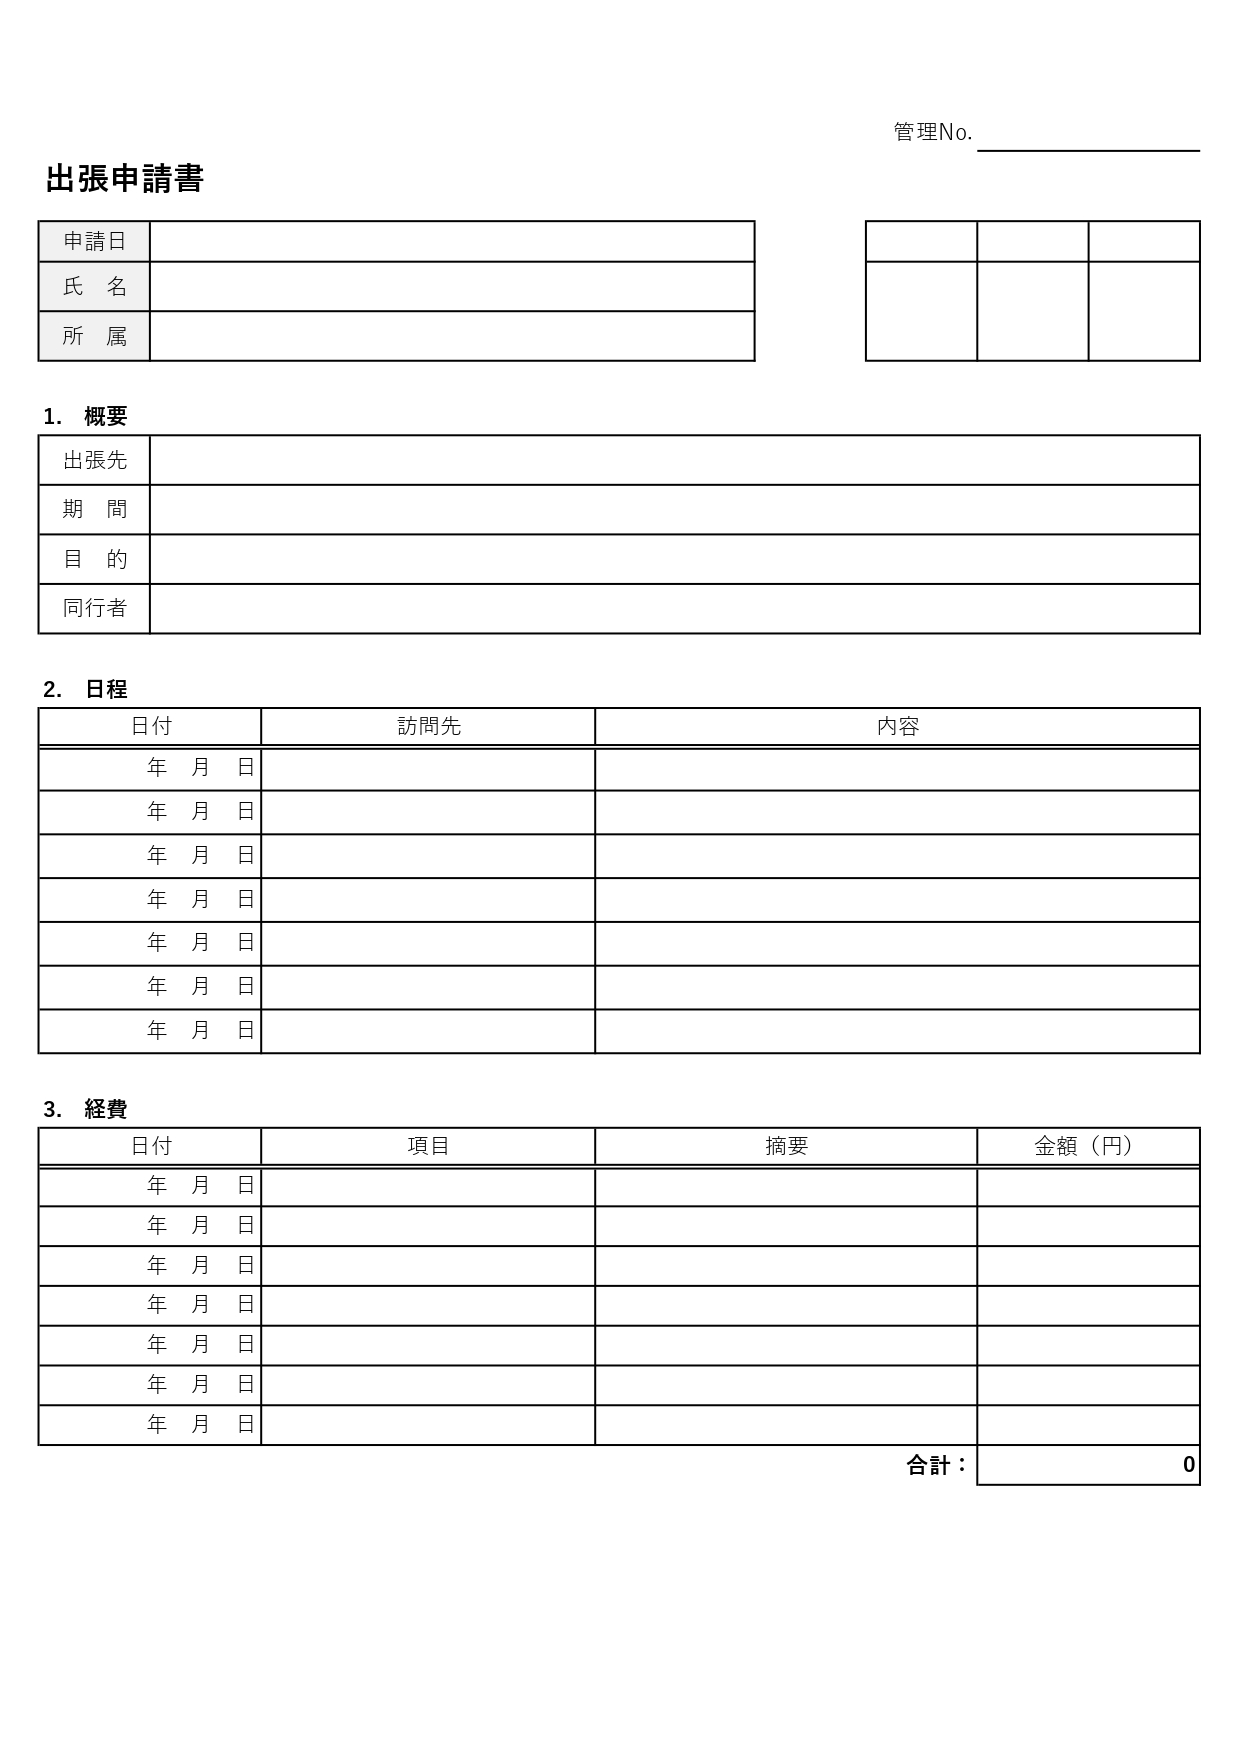 管理No.
出張申請書
申請日
氏　名
所　属
1.　概要
出張先
期　間
目　的
同行者
2.　日程
日付　訪問先　内容
年　月　日
年　月　日
年　月　日
年　月　日
年　月　日
年　月　日
年　月　日
3.　経費
日付　項目　摘要　金額（円）
年　月　日
年　月　日
年　月　日
年　月　日
年　月　日
年　月　日
年　月　日
合計：　0